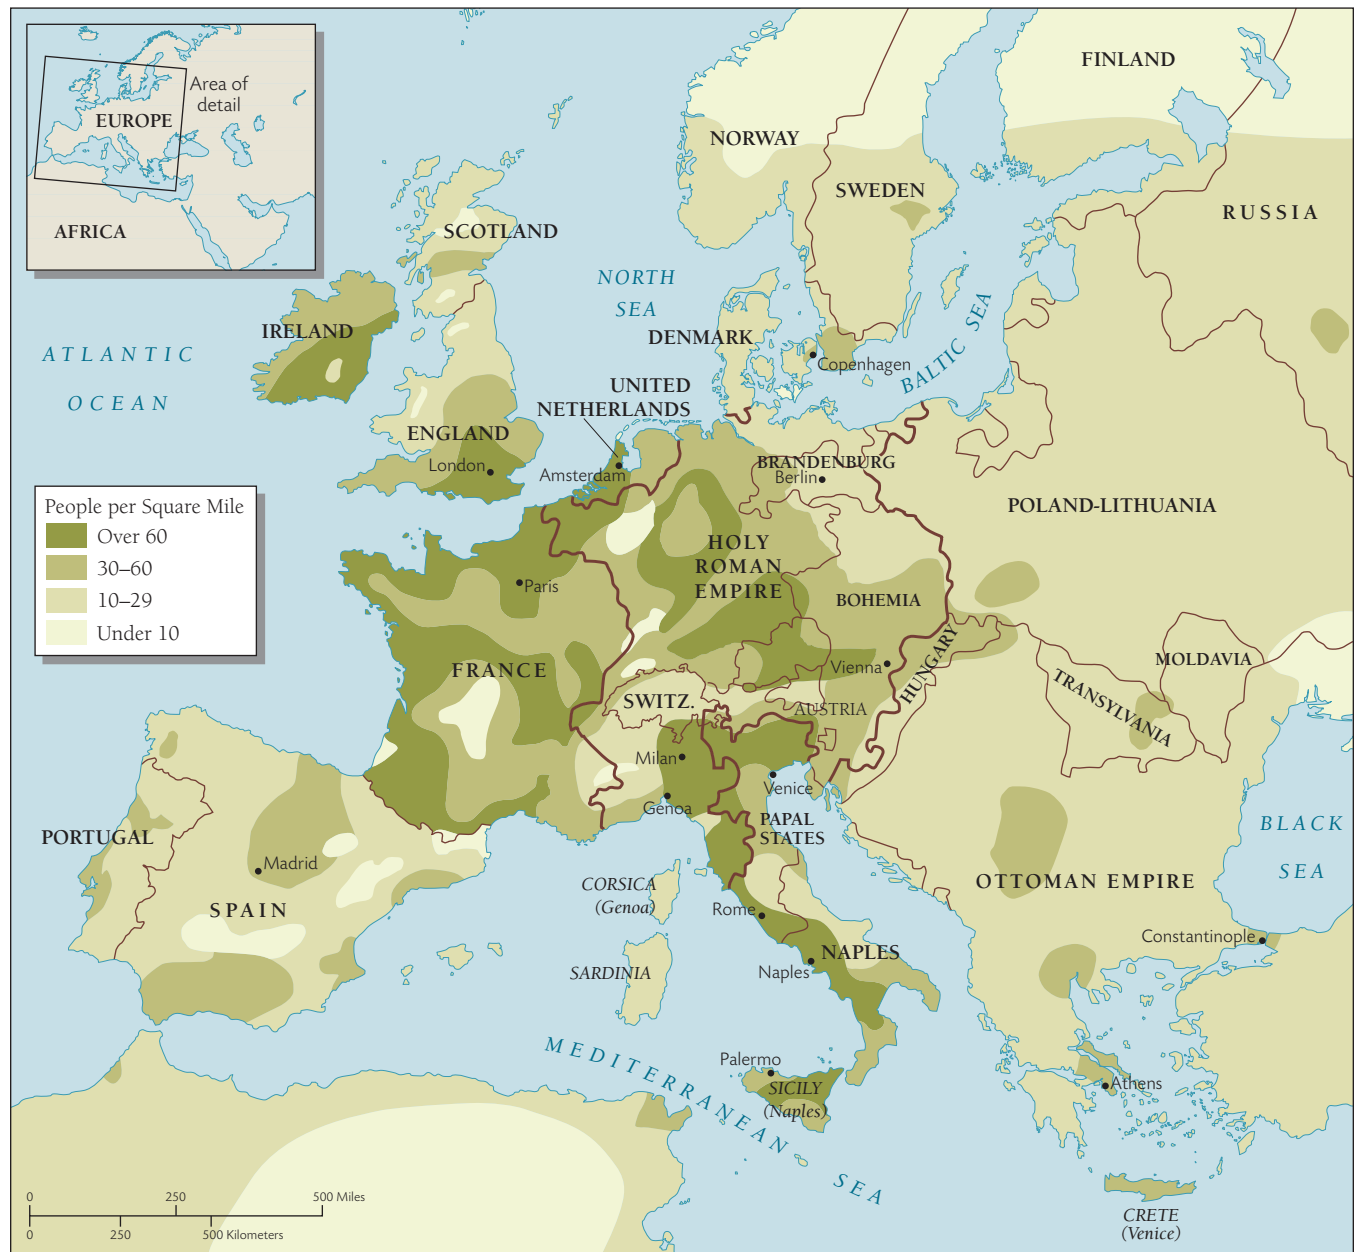 Area of
detail
EUROPE
AFRICA
FINLAND
NORWAY
SWEDEN
RUSSIA
SCOTLAND
NORTH
SEA
IRELAND
DENMARK
BALTIC SEA
Copenhagen
ATLANTIC
OCEAN
UNITED
NETHERLANDS
ENGLAND
London
Amsterdam
BRANDENBURG
Berlin
POLAND-LITHUANIA
People per Square Mile
Over 60
30–60
10–29
Under 10
HOLY
ROMAN
EMPIRE
Paris
BOHEMIA
FRANCE
Vienna
HUNGARY
MOLDAVIA
TRANSYLVANIA
SWITZ.
AUSTRIA
Milan
Venice
Genoa
PAPAL
STATES
PORTUGAL
Madrid
SPAIN
BLACK
SEA
CORSICA
(Genoa)
OTTOMAN EMPIRE
Rome
Constantinople
SARDINIA
NAPLES
Naples
MEDITERRANEAN SEA
Palermo
SICILY
(Naples)
Athens
CRETE
(Venice)
0 250 500 Miles
0 250 500 Kilometers